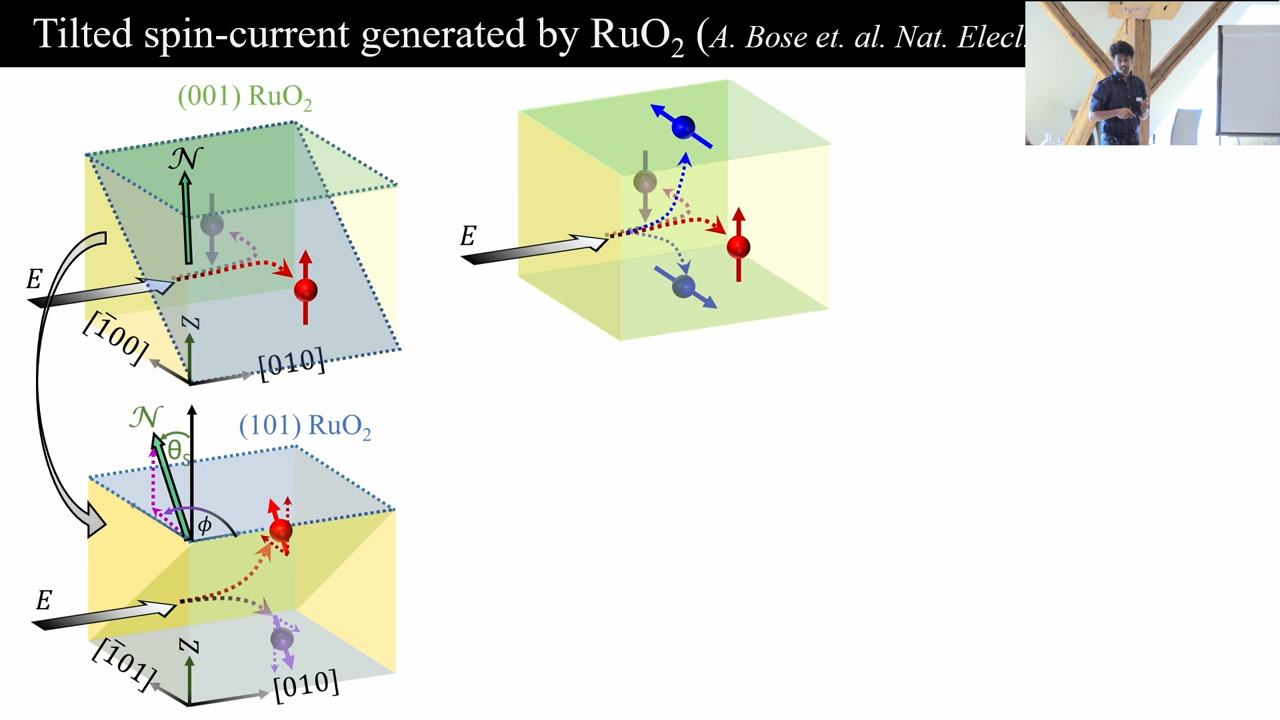 Tilted spin-current generated by RuO₂ (A. Bose et. al. Nat. Elecl.
(001) RuO₂
𝒩
E
[1̅00]
Z
[010]
E
𝒩
θₛ
(101) RuO₂
ϕ
E
[1̅01]
Z
[010]